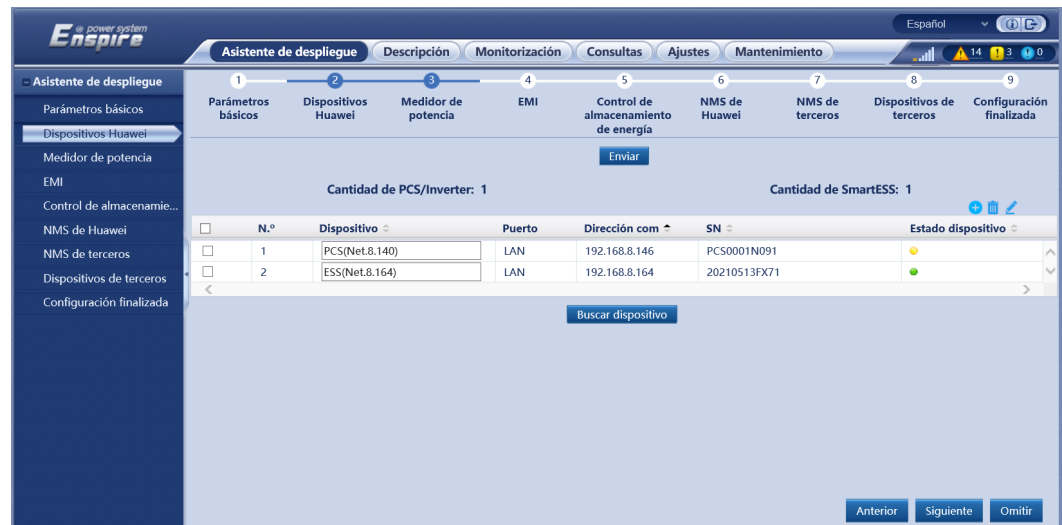 power system
Enspire
Español
Asistente de despliegue Descripción Monitorización Consultas Ajustes Mantenimiento
14 3 0
Asistente de despliegue
Parámetros básicos
Dispositivos Huawei
Medidor de potencia
EMI
Control de almacenamie...
NMS de Huawei
NMS de terceros
Dispositivos de terceros
Configuración finalizada
1 2 3 4 5 6 7 8 9
Parámetros básicos
Dispositivos Huawei
Medidor de potencia
EMI
Control de almacenamiento de energía
NMS de Huawei
NMS de terceros
Dispositivos de terceros
Configuración finalizada
Enviar
Cantidad de PCS/Inverter: 1 Cantidad de SmartESS: 1
N.º Dispositivo Puerto Dirección com SN Estado dispositivo
1 PCS(Net.8.140) LAN 192.168.8.146 PCS0001N091
2 ESS(Net.8.164) LAN 192.168.8.164 20210513FX71
Buscar dispositivo
Anterior Siguiente Omitir